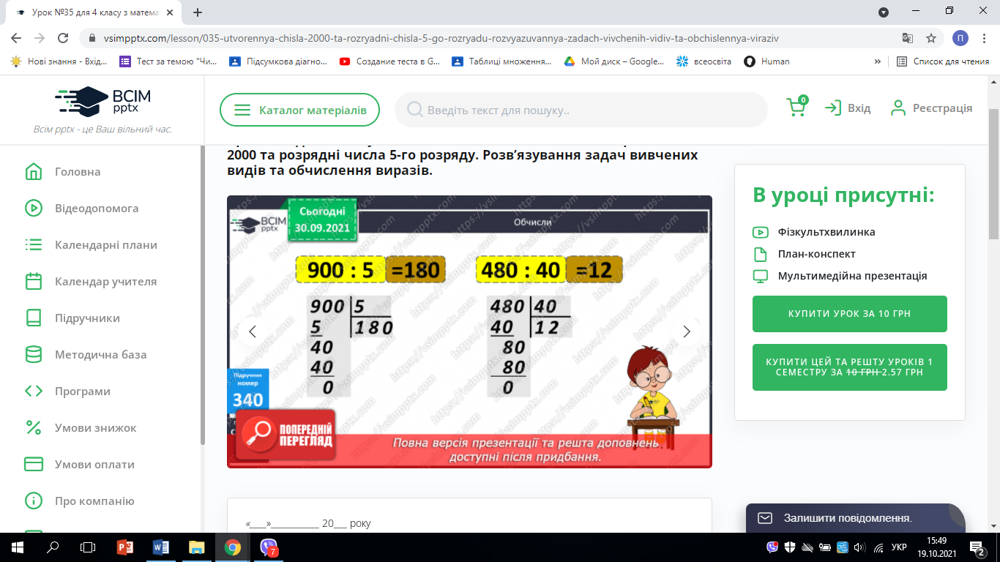 Урок №35 для 4 класу з матема
vsimpptx.com/lesson/035-utvorennya-chisla-2000-ta-rozryadni-chisla-5-go-rozryadu-rozvyazuvannya-zadach-vivchenih-vidiv-ta-obchislennya-viraziv
П
Нові знання - Вхід...
Тест за темою "Чи...
Підсумкова діагно...
Создание теста в G...
Таблиці множення...
Мой диск – Google...
всеосвіта
Human
»
Список для чтения
ВСІМ
pptx
Всім pptx - це Ваш вільний час.
Каталог матеріалів
Введіть текст для пошуку..
0
Вхід
Реєстрація
Головна
Відеодопомога
Календарні плани
Календар учителя
Підручники
Методична база
Програми
Умови знижок
Умови оплати
Про компанію
2000 та розрядні числа 5-го розряду. Розв’язування задач вивчених
видів та обчислення виразів.
ВСІМ
pptx
Сьогодні
30.09.2021
Обчисли
900 : 5 =180
480 : 40 =12
900 5
5 180
40
40
0
480 40
40 12
80
80
0
Підручник
номер
340
https://vsimpptx.com
ПОПЕРЕДНІЙ
ПЕРЕГЛЯД
Повна версія презентації та решта доповнень
доступні після придбання.
В уроці присутні:
Фізкультхвилинка
План-конспект
Мультимедійна презентація
КУПИТИ УРОК ЗА 10 ГРН
КУПИТИ ЦЕЙ ТА РЕШТУ УРОКІВ 1
СЕМЕСТРУ ЗА 10 ГРН 2.57 ГРН
«___»__________ 20___ року
Залишити повідомлення.
7
УКР
15:49
19.10.2021
2